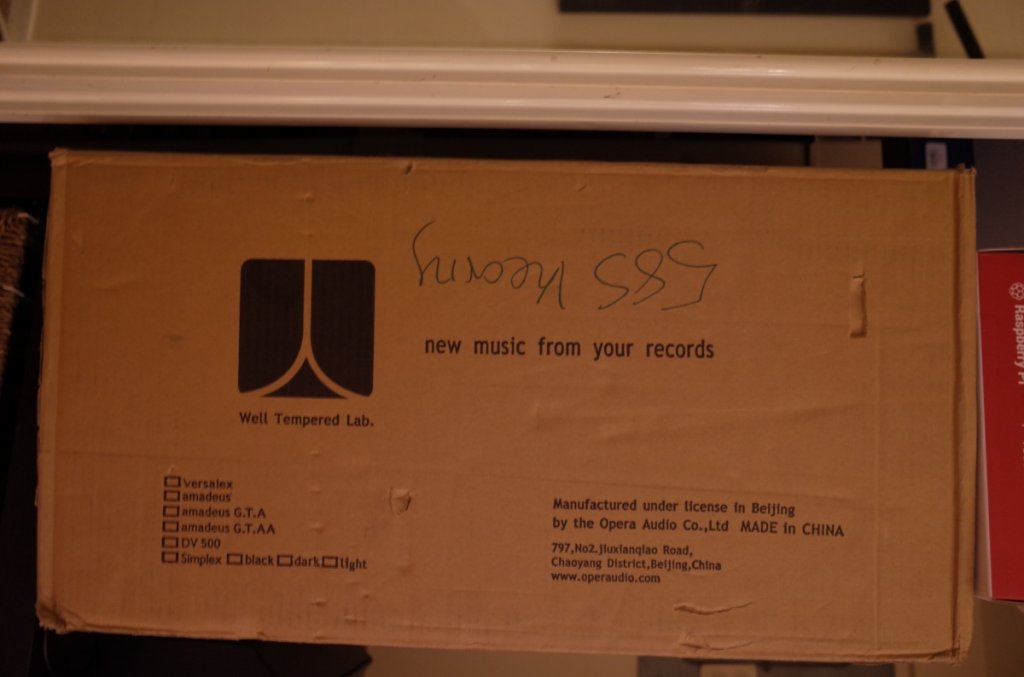 585 Kearny
new music from your records
Well Tempered Lab.
Versalex
amadeus
amadeus G.T.A
amadeus G.T.AA
DV 500
Simplex black dark light
Manufactured under license in Beijing
by the Opera Audio Co.,Ltd MADE in CHINA
797,No2.Jiuxianqiao Road,
Chaoyang District,Beijing,China
www.operaudio.com
Raspberry Pi